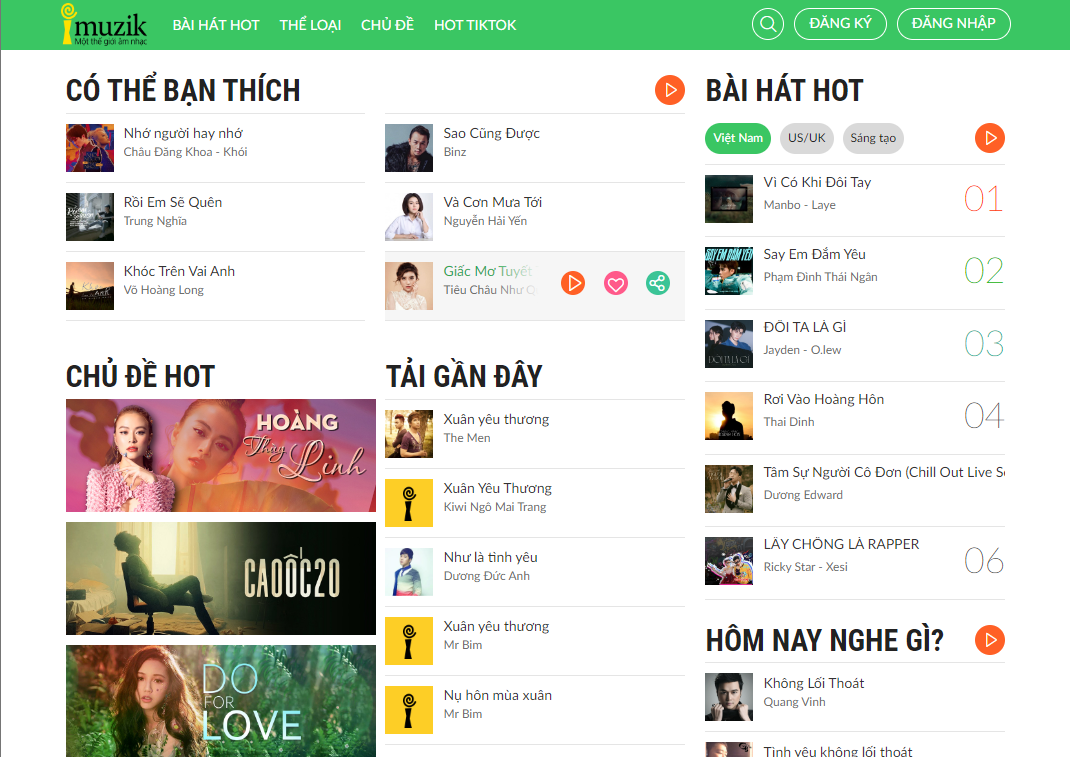 imuzik
Một thế giới âm nhạc
BÀI HÁT HOT
THỂ LOẠI
CHỦ ĐỀ
HOT TIKTOK
ĐĂNG KÝ
ĐĂNG NHẬP
CÓ THỂ BẠN THÍCH
Nhớ người hay nhớ
Châu Đăng Khoa - Khói
Rồi Em Sẽ Quên
Trung Nghĩa
Khóc Trên Vai Anh
Võ Hoàng Long
Sao Cũng Được
Binz
Và Cơn Mưa Tới
Nguyễn Hải Yến
Giấc Mơ Tuyết
Tiêu Châu Như Q
CHỦ ĐỀ HOT
HOÀNG
Thùy
Linh
CAO ỐC 20
DO
FOR
LOVE
TẢI GẦN ĐÂY
Xuân yêu thương
The Men
Xuân Yêu Thương
Kiwi Ngô Mai Trang
Như là tình yêu
Dương Đức Anh
Xuân yêu thương
Mr Bim
Nụ hôn mùa xuân
Mr Bim
BÀI HÁT HOT
Việt Nam
US/UK
Sáng tạo
Vì Có Khi Đôi Tay
Manbo - Laye
01
Say Em Đắm Yêu
Phạm Đình Thái Ngân
02
ĐÔI TA LÀ GÌ
Jayden - O.lew
03
Rơi Vào Hoàng Hôn
Thai Dinh
04
Tâm Sự Người Cô Đơn (Chill Out Live Se
Dương Edward
LẤY CHỒNG LÀ RAPPER
Ricky Star - Xesi
06
HÔM NAY NGHE GÌ?
Không Lối Thoát
Quang Vinh
Tình yêu không lối thoát